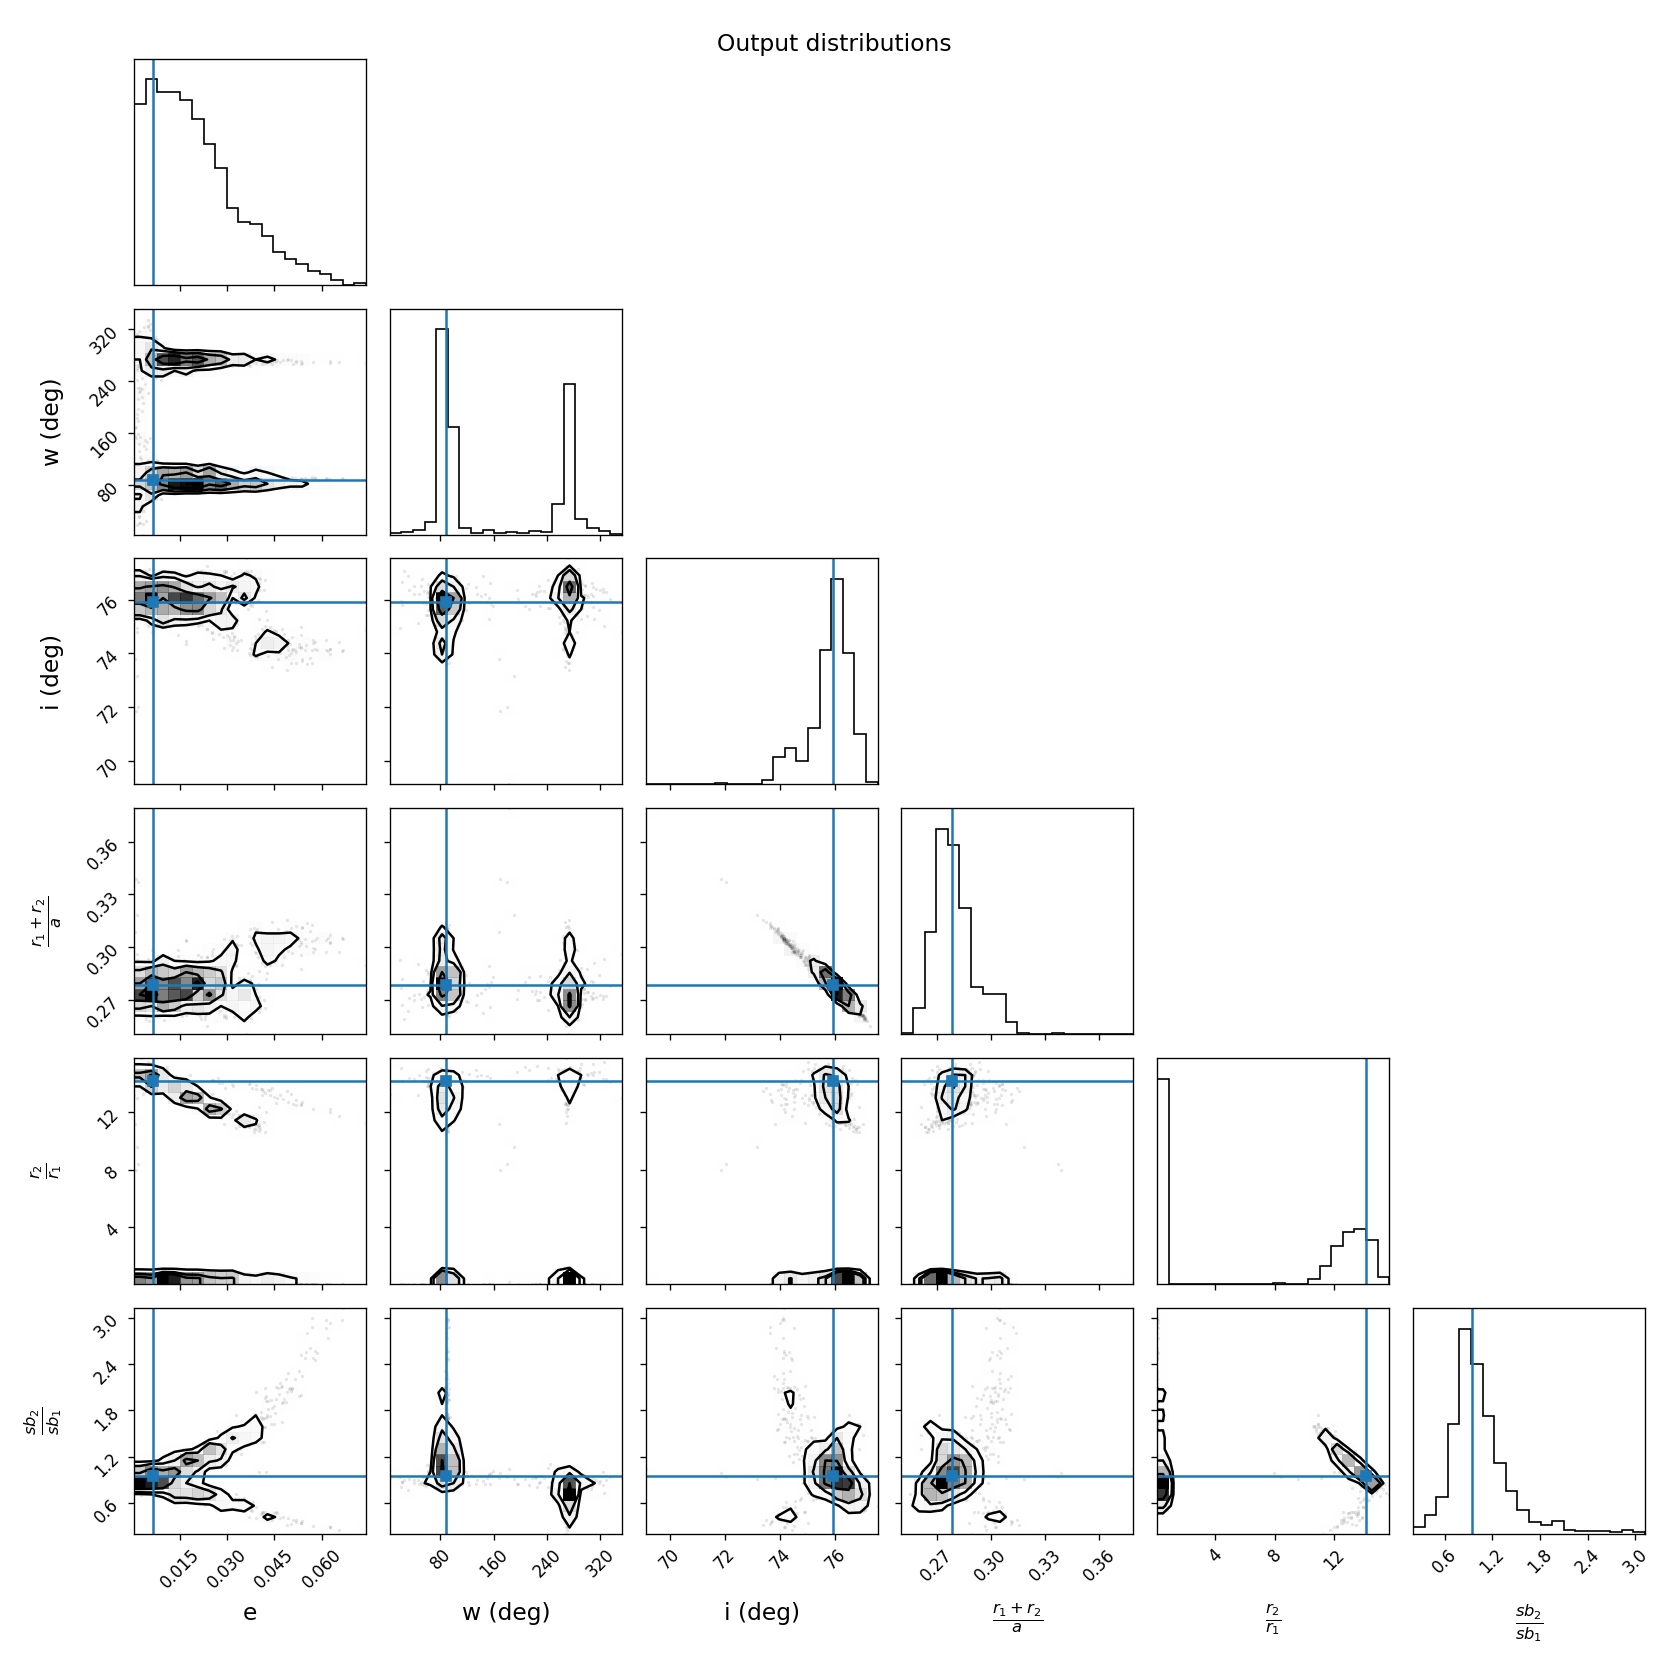 Output distributions
w (deg)
320
240
160
80
i (deg)
76
74
72
70
r₁ + r₂
a
0.36
0.33
0.30
0.27
r₂
r₁
12
8
4
sb₂
sb₁
3.0
2.4
1.8
1.2
0.6
0.015 0.030 0.045 0.060
80 160 240 320
70 72 74 76
0.27 0.30 0.33 0.36
4 8 12
0.6 1.2 1.8 2.4 3.0
e
w (deg)
i (deg)
r₁ + r₂
a
r₂
r₁
sb₂
sb₁